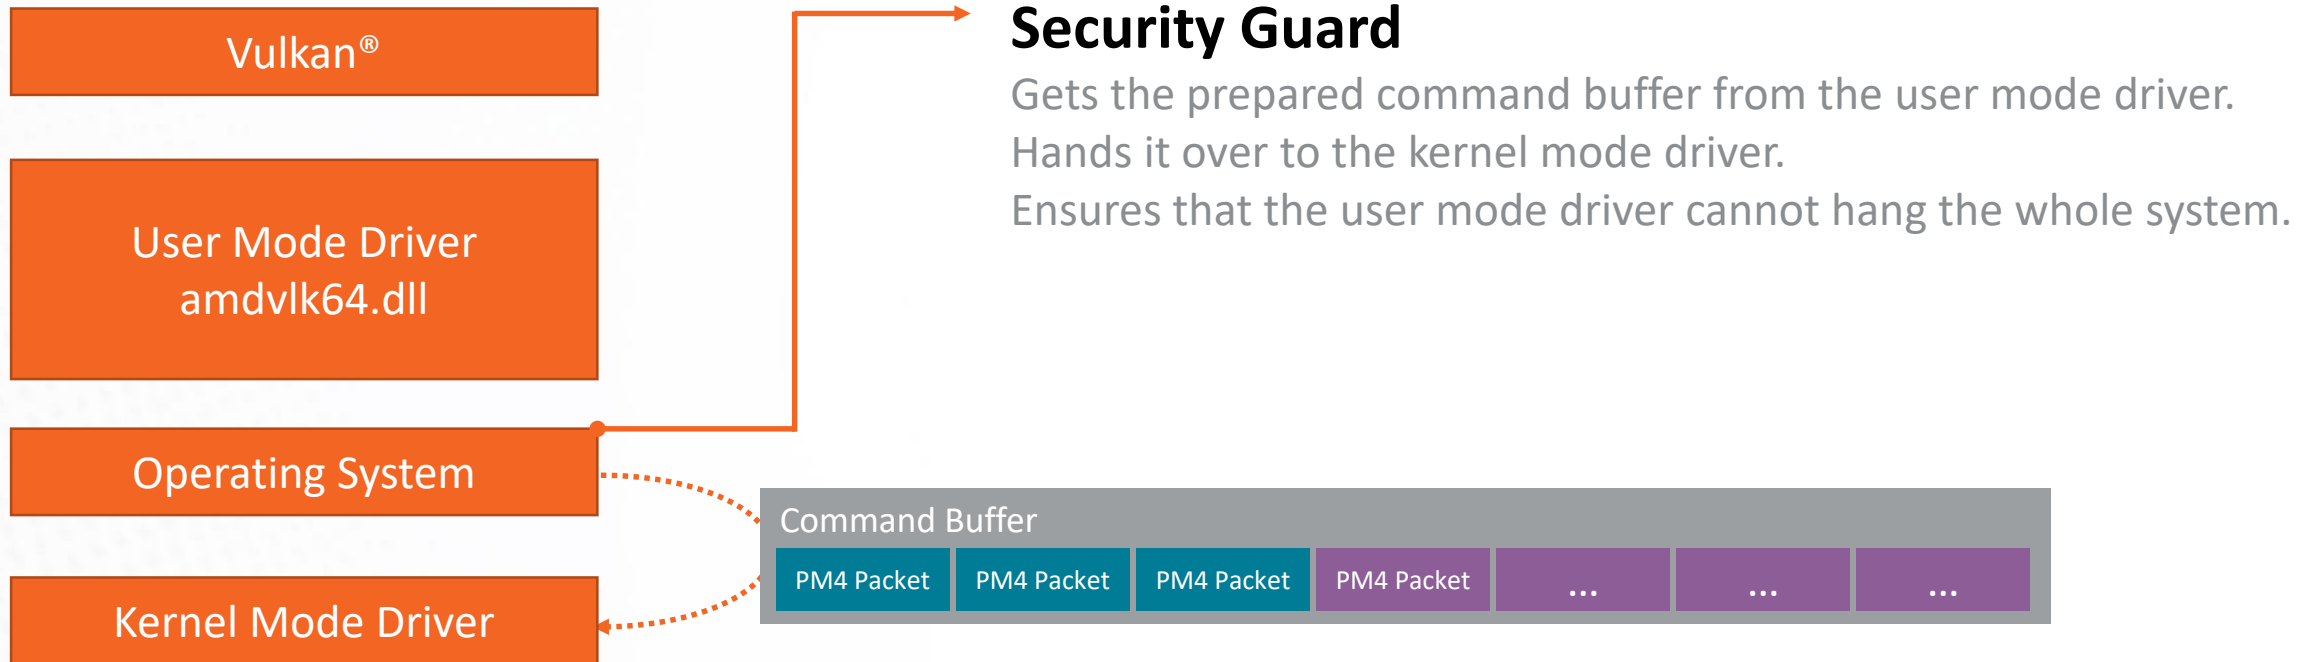 Vulkan®
User Mode Driver
amdvlk64.dll
Operating System
Kernel Mode Driver
Security Guard
Gets the prepared command buffer from the user mode driver.
Hands it over to the kernel mode driver.
Ensures that the user mode driver cannot hang the whole system.
Command Buffer
PM4 Packet PM4 Packet PM4 Packet PM4 Packet ... ... ...